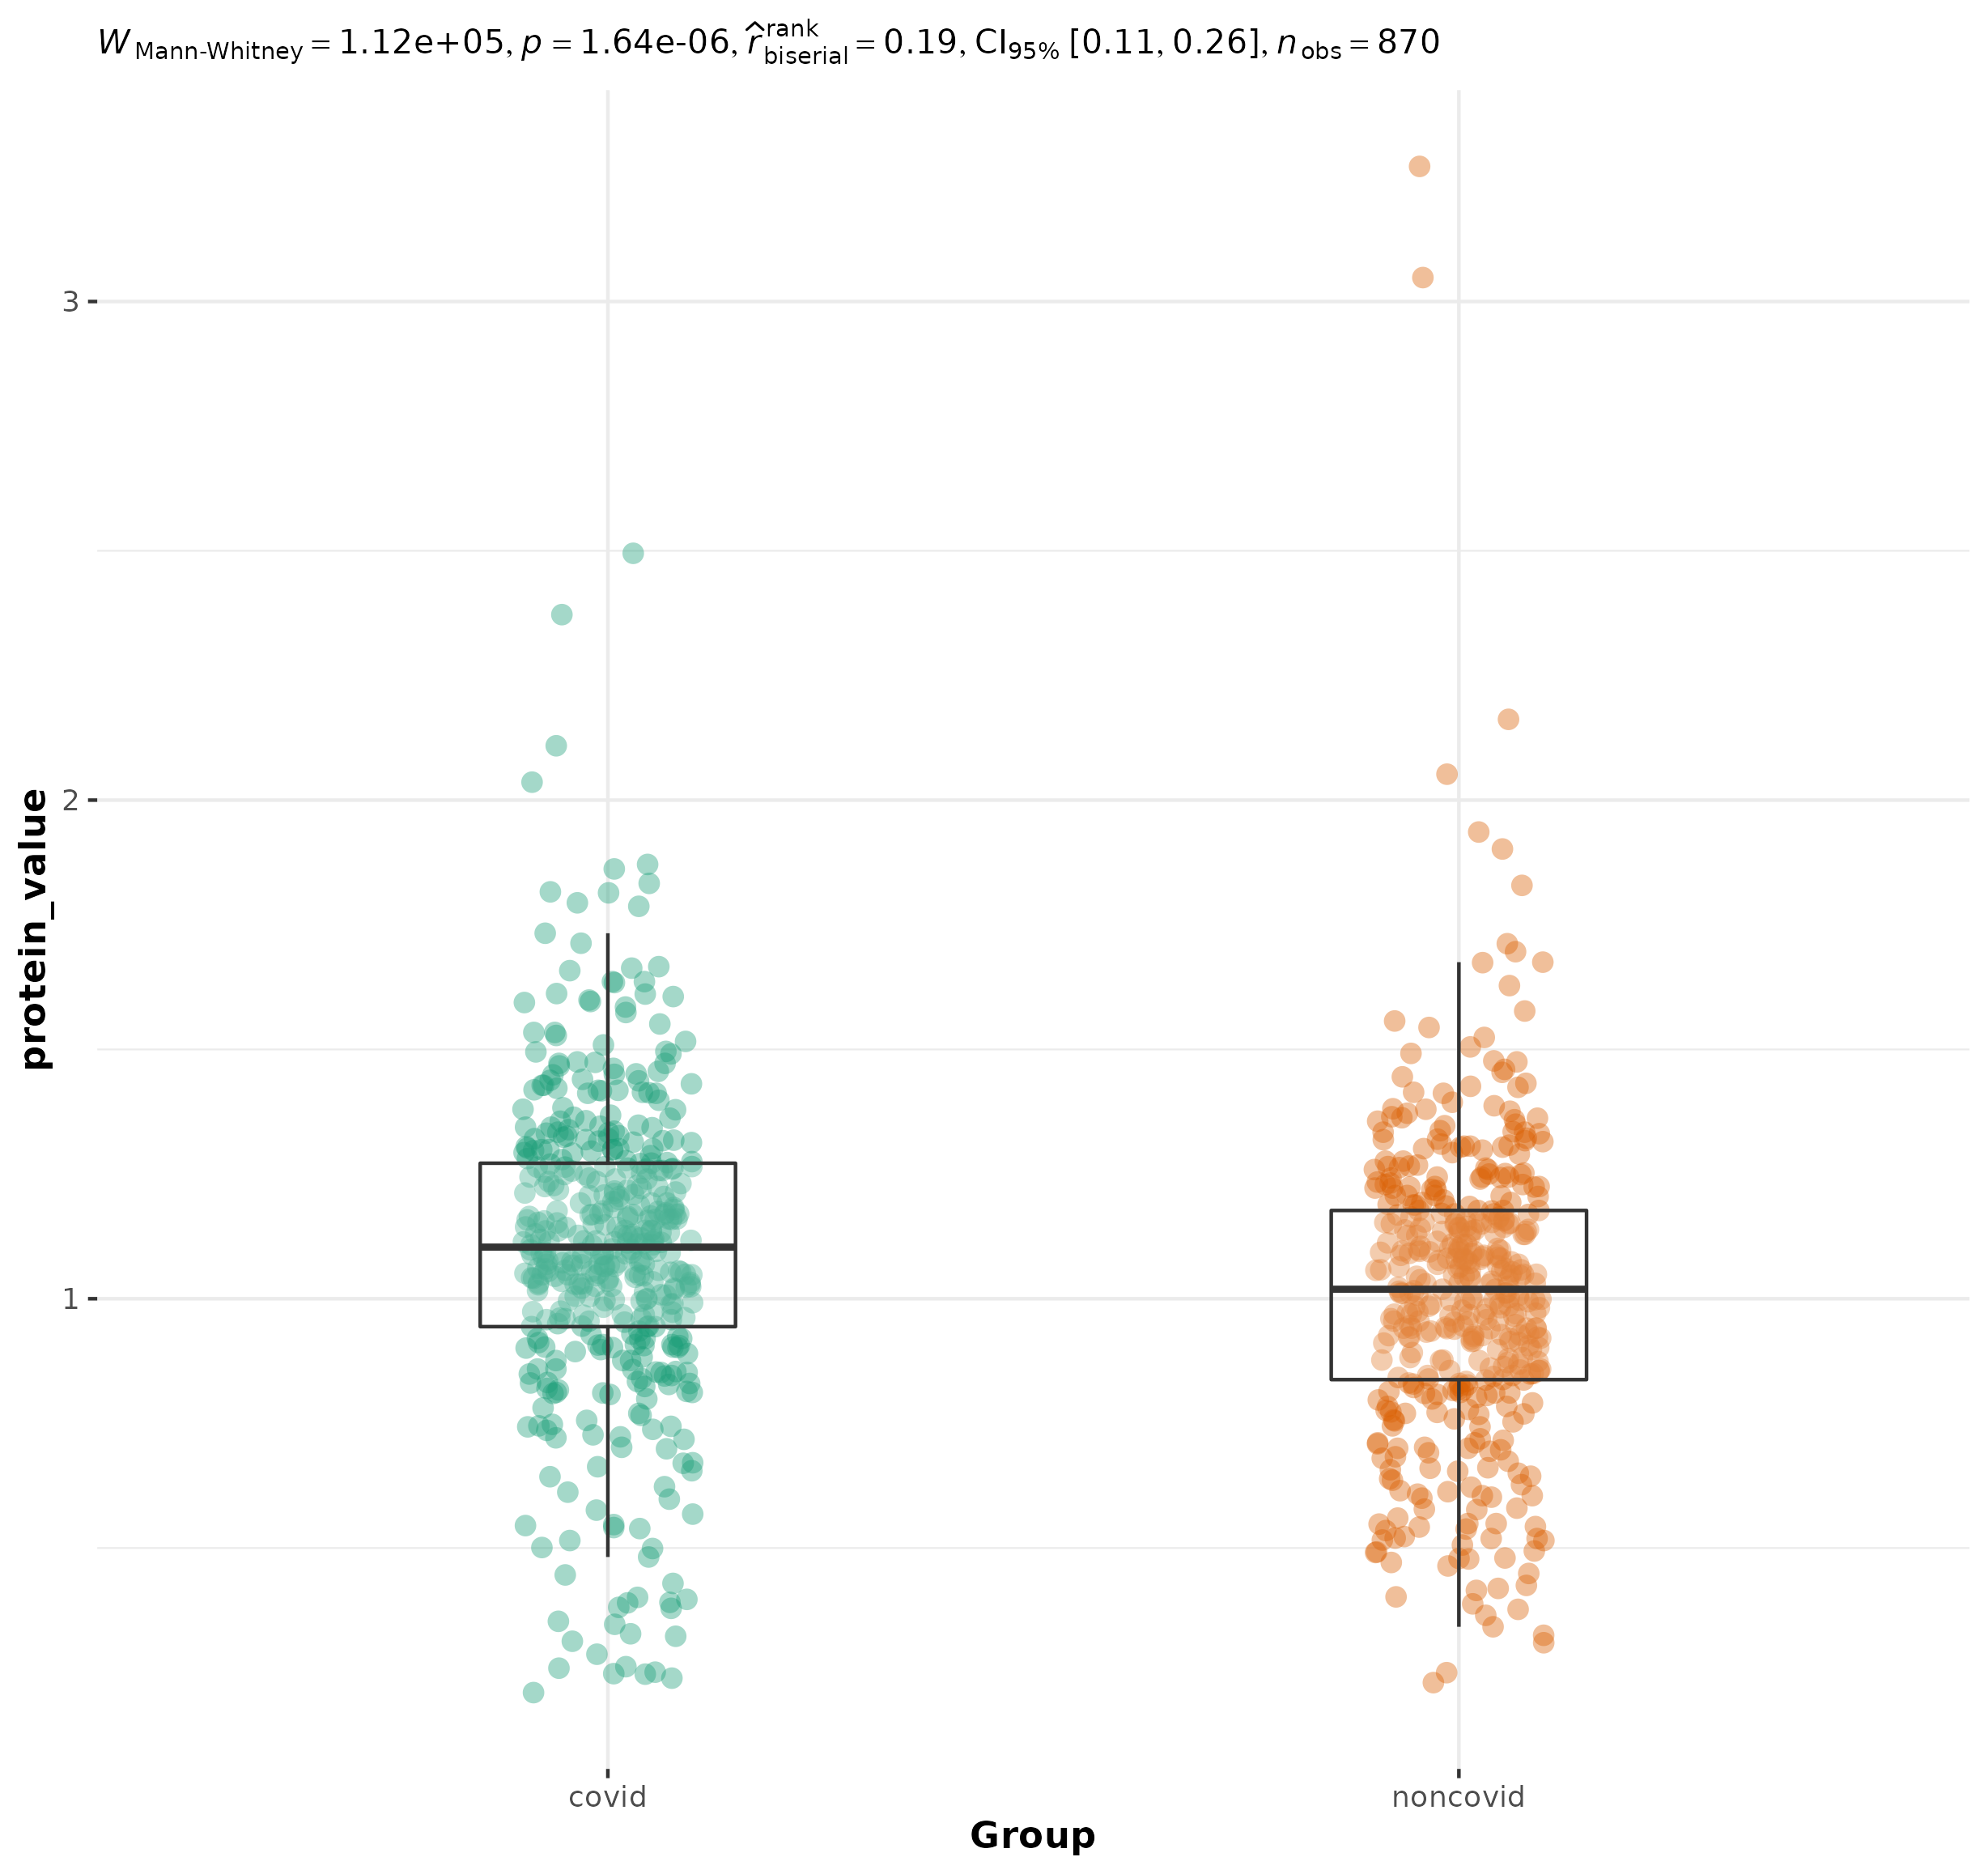 W Mann-Whitney = 1.12e+05, p = 1.64e-06, r̂ rank biserial = 0.19, CI95% [0.11, 0.26], n obs = 870
3
2
1
protein_value
covid noncovid
Group